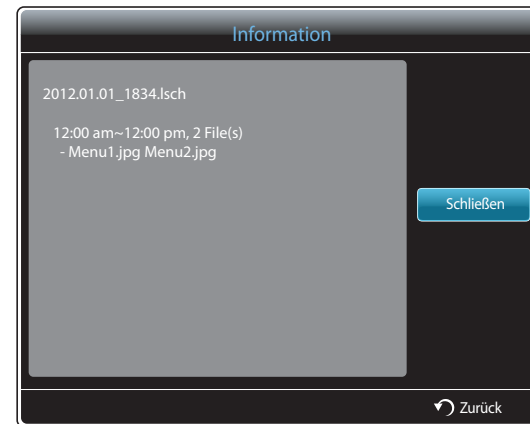 Information
2012.01.01_1834.lsch
12:00 am~12:00 pm, 2 File(s)
- Menu1.jpg Menu2.jpg
Schließen
Zurück